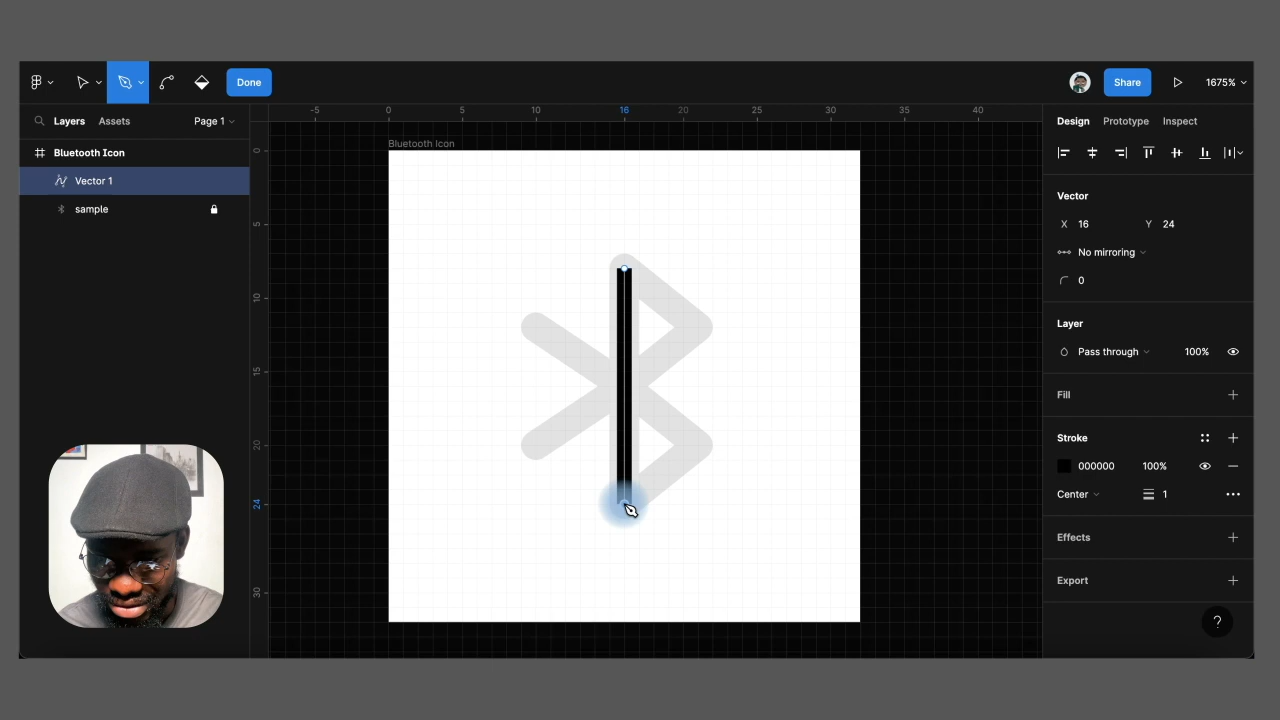 Done
Share
1675%
Layers
Assets
Page 1
Bluetooth Icon
Vector 1
sample
-5
0
5
10
16
20
25
30
35
40
0
5
10
15
20
24
30
Bluetooth Icon
Design
Prototype
Inspect
Vector
X 16 Y 24
No mirroring
0
Layer
Pass through 100%
Fill
Stroke
000000 100%
Center 1
Effects
Export
?